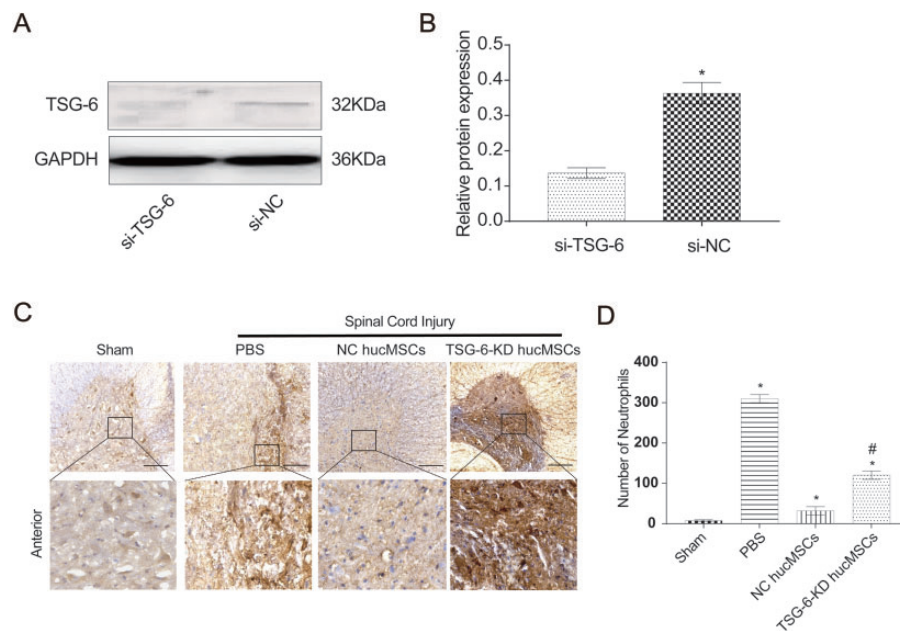 A
TSG-6
32KDa
GAPDH
36KDa
si-TSG-6
si-NC
B
Relative protein expression
0.5
0.4
0.3
0.2
0.1
0.0
*
si-TSG-6
si-NC
C
Spinal Cord Injury
Sham
PBS
NC hucMSCs
TSG-6-KD hucMSCs
Anterior
D
Number of Neutrophils
400
300
200
100
0
*
*
#
*
Sham
PBS
NC hucMSCs
TSG-6-KD hucMSCs